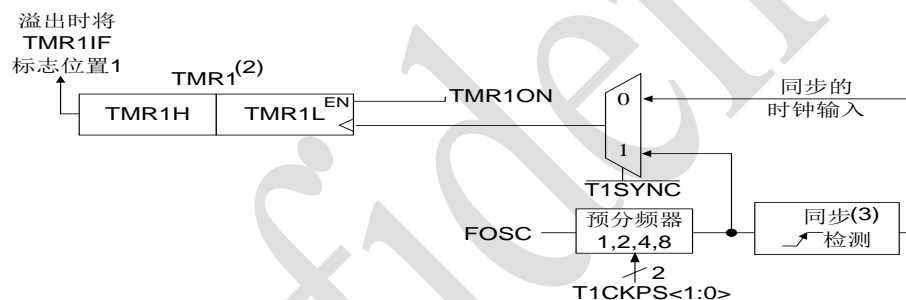 溢出时将
TMR1IF
标志位置1
TMR1(2)
TMR1H
TMR1L
EN
TMR1ON
0
1
同步的
时钟输入
T1SYNC
FOSC
预分频器
1,2,4,8
同步(3)
检测
2
T1CKPS<1:0>